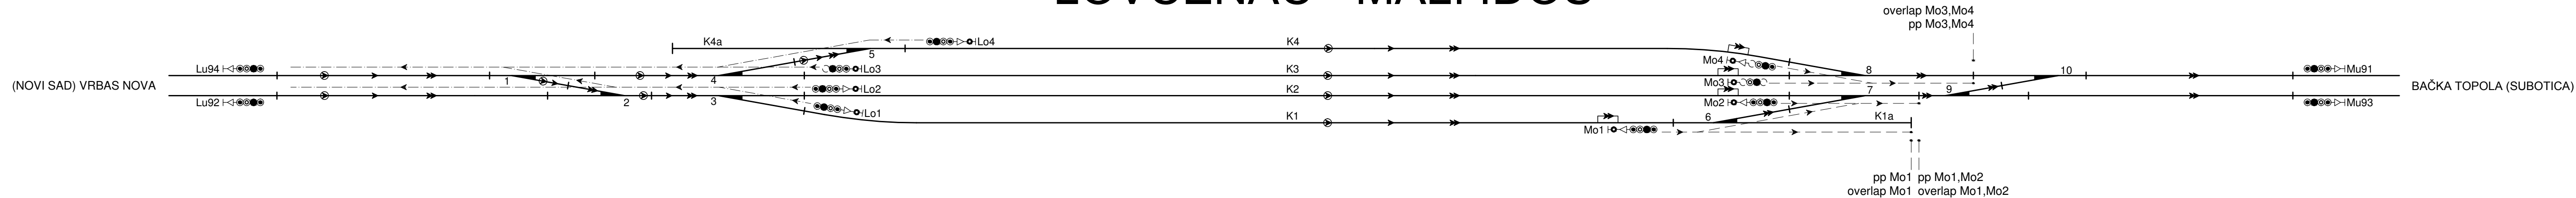 overlap Mo3,Mo4
pp Mo3,Mo4
K4a
Lo4
K4
5
Mo4
Lu94
Lo3
K3
8
10
Mu91
(NOVI SAD) VRBAS NOVA
1
4
Mo3
BAČKA TOPOLA (SUBOTICA)
Lo2
K2
7
9
Lu92
2
3
Mo2
Mu93
Lo1
K1
6
K1a
Mo1
pp Mo1
pp Mo1,Mo2
overlap Mo1
overlap Mo1,Mo2